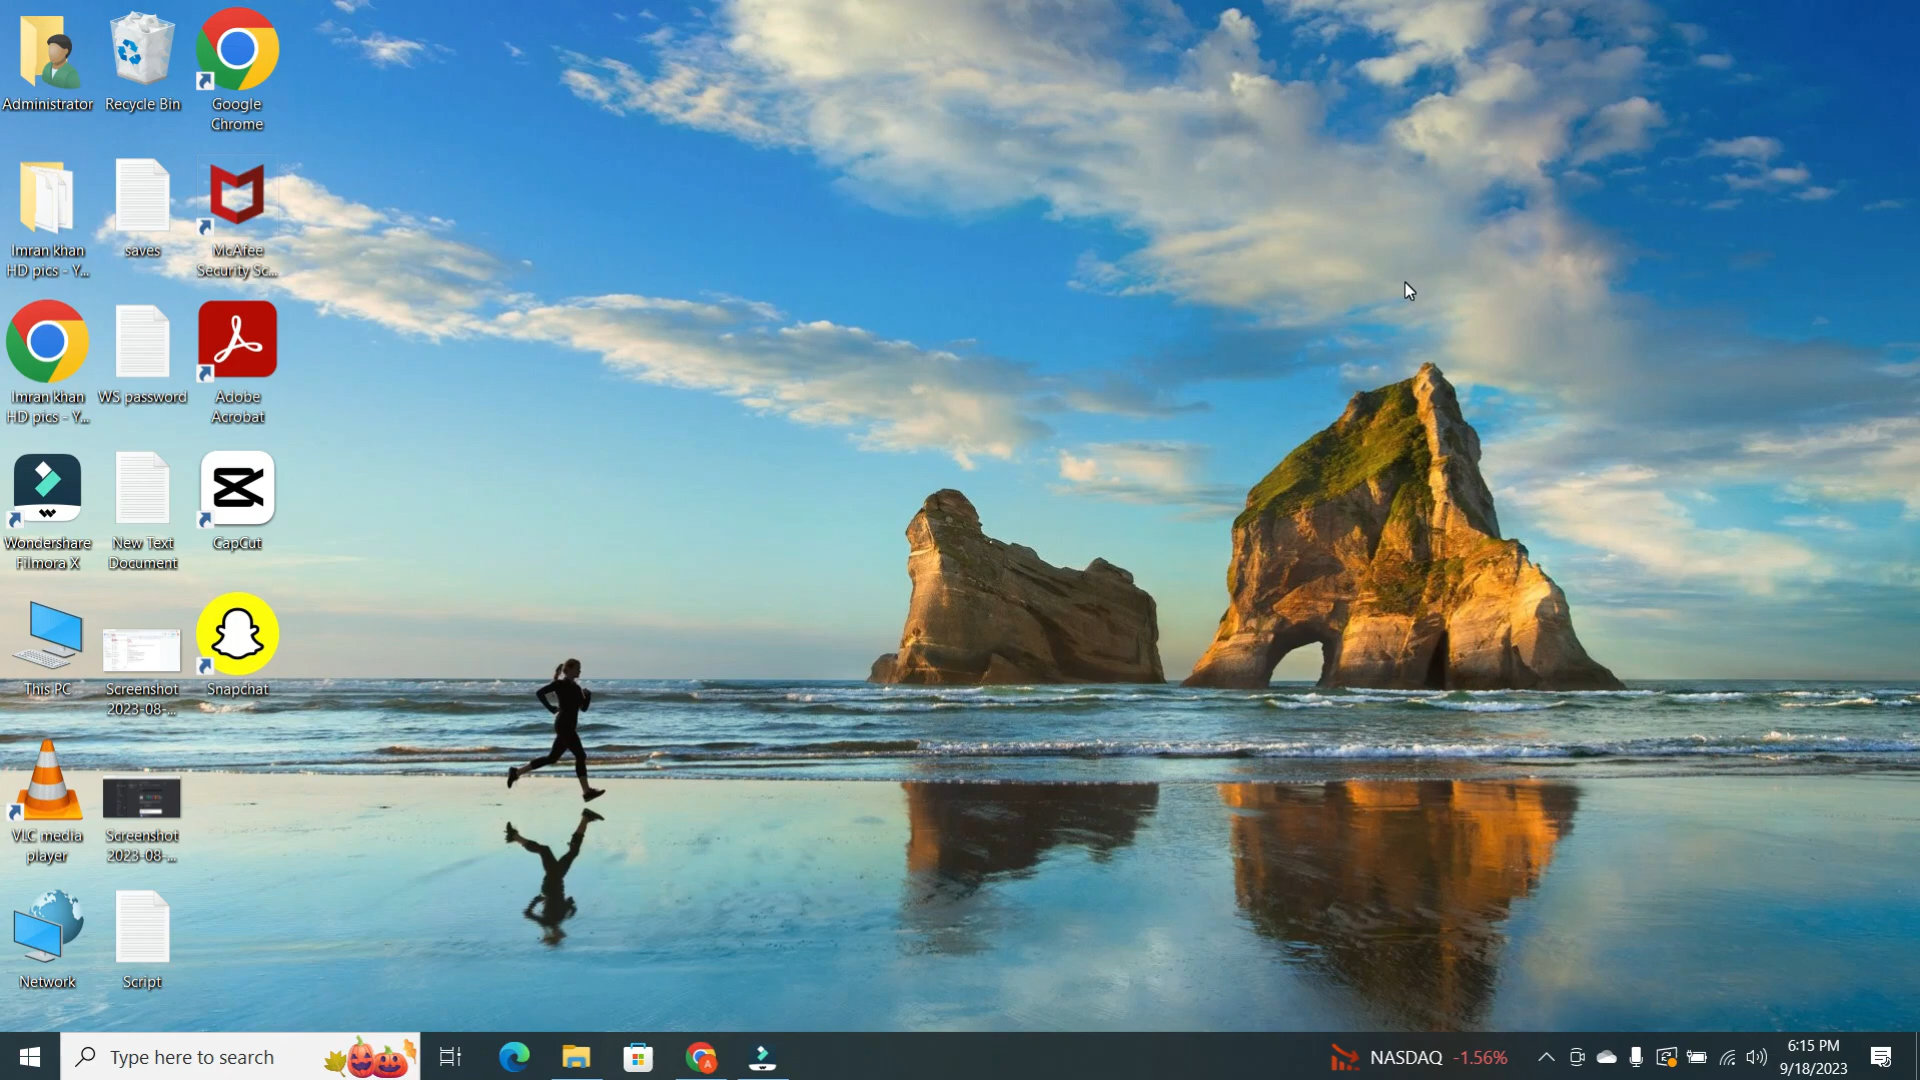 Administrator
Recycle Bin
Google
Chrome
Imran khan
HD pics - Y...
saves
McAfee
Security Sc...
Imran khan
HD pics - Y...
WS password
Adobe
Acrobat
Wondershare
Filmora X
New Text
Document
CapCut
This PC
Screenshot
2023-08-...
Snapchat
VLC media
player
Screenshot
2023-08-...
Network
Script
Type here to search
NASDAQ -1.56%
6:15 PM
9/18/2023